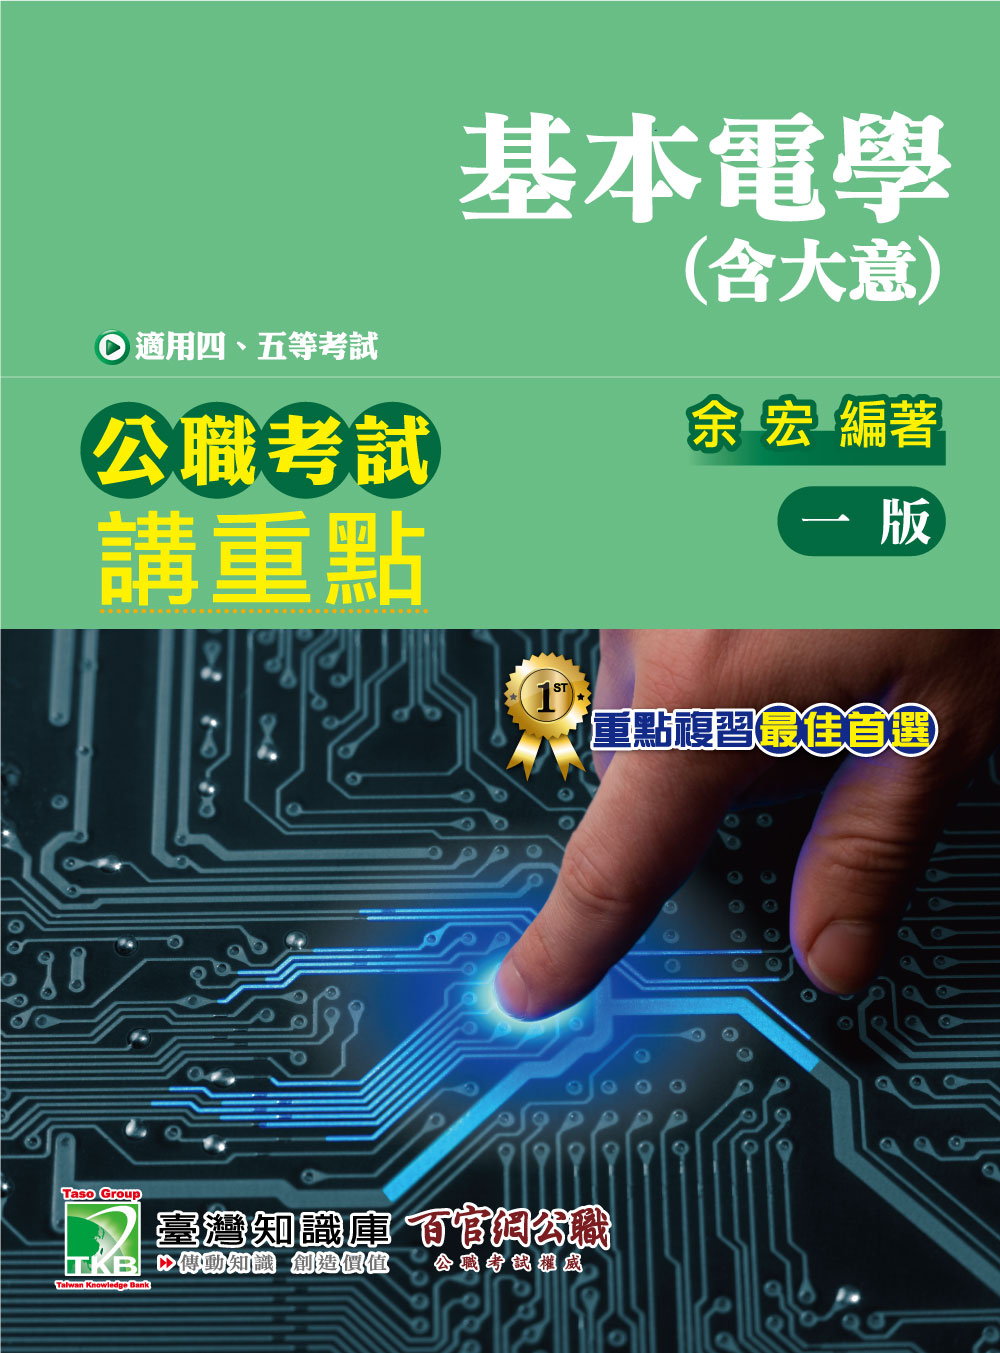 基本電學
(含大意)
適用四、五等考試
公職考試
講重點
余宏 編著
一版
1ST
重點複習最佳首選
Taso Group
TKB
Taiwan Knowledge Bank
臺灣知識庫
傳動知識 創造價值
百官網公職
公職考試權威